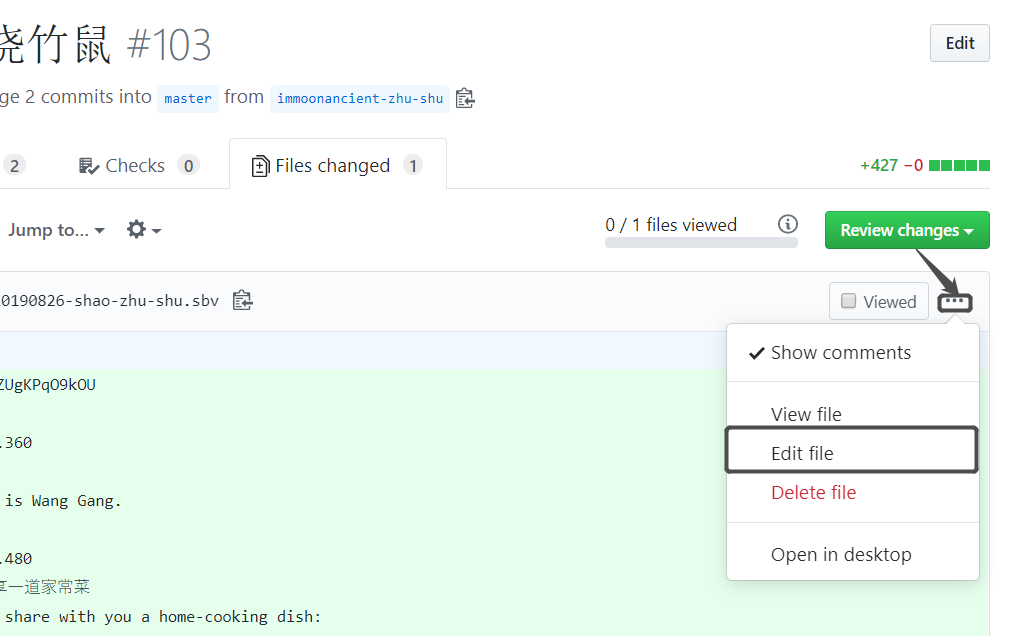 烧竹鼠 #103
Edit
ge 2 commits into master from immoonancient-zhu-shu
2 Checks 0 Files changed 1 +427 −0
Jump to... 0 / 1 files viewed Review changes
0190826-shao-zhu-shu.sbv Viewed
Show comments
ZUgKPqO9kOU
View file
.360
Edit file
Delete file
is Wang Gang.
.480
Open in desktop
享一道家常菜
share with you a home-cooking dish: